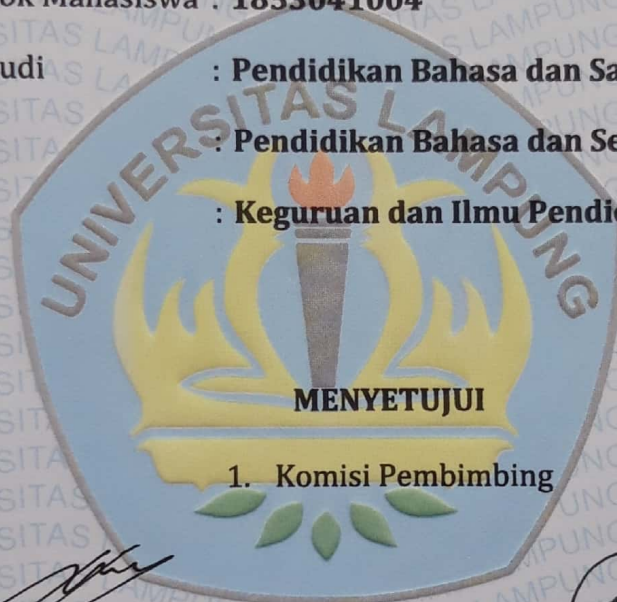 ok Mahasiswa : 1853041004
udi : Pendidikan Bahasa dan Sa
: Pendidikan Bahasa dan Se
: Keguruan dan Ilmu Pendi
UNIVERSITAS LAMPUNG
MENYETUJUI
1. Komisi Pembimbing